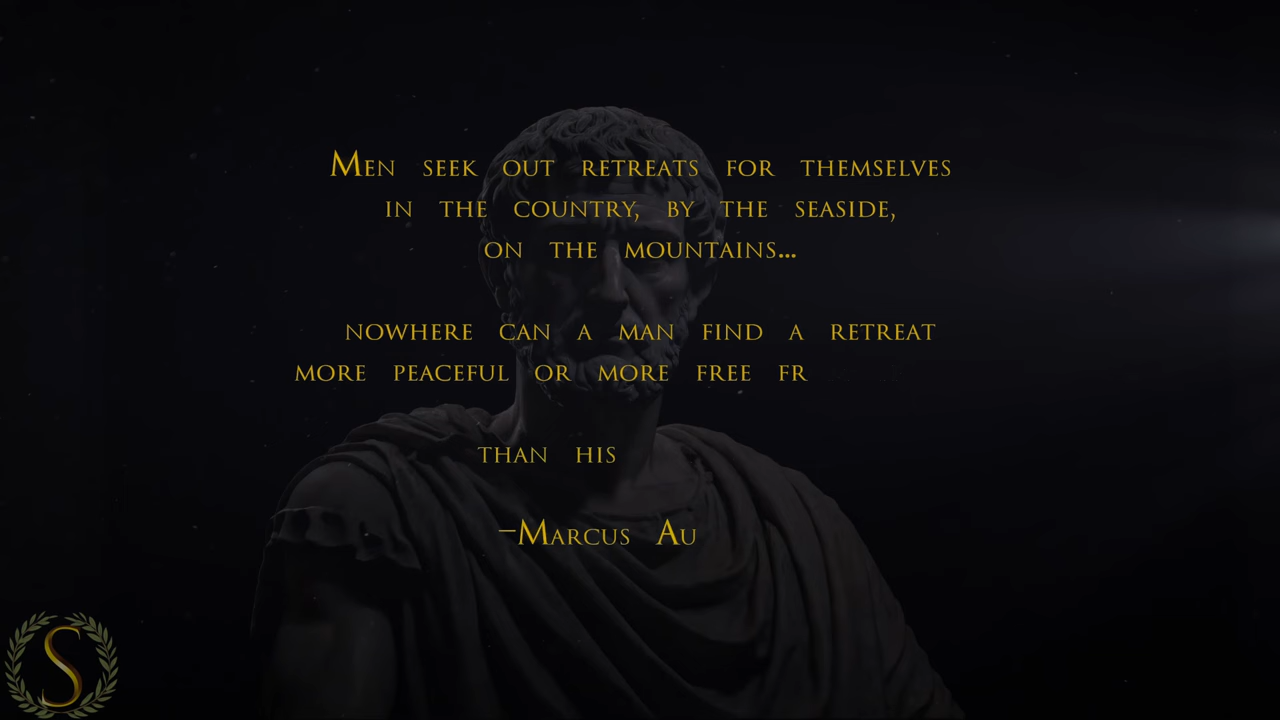 Men seek out retreats for themselves
in the country, by the seaside,
on the mountains...
nowhere can a man find a retreat
more peaceful or more free fr
than his
–Marcus Au
S